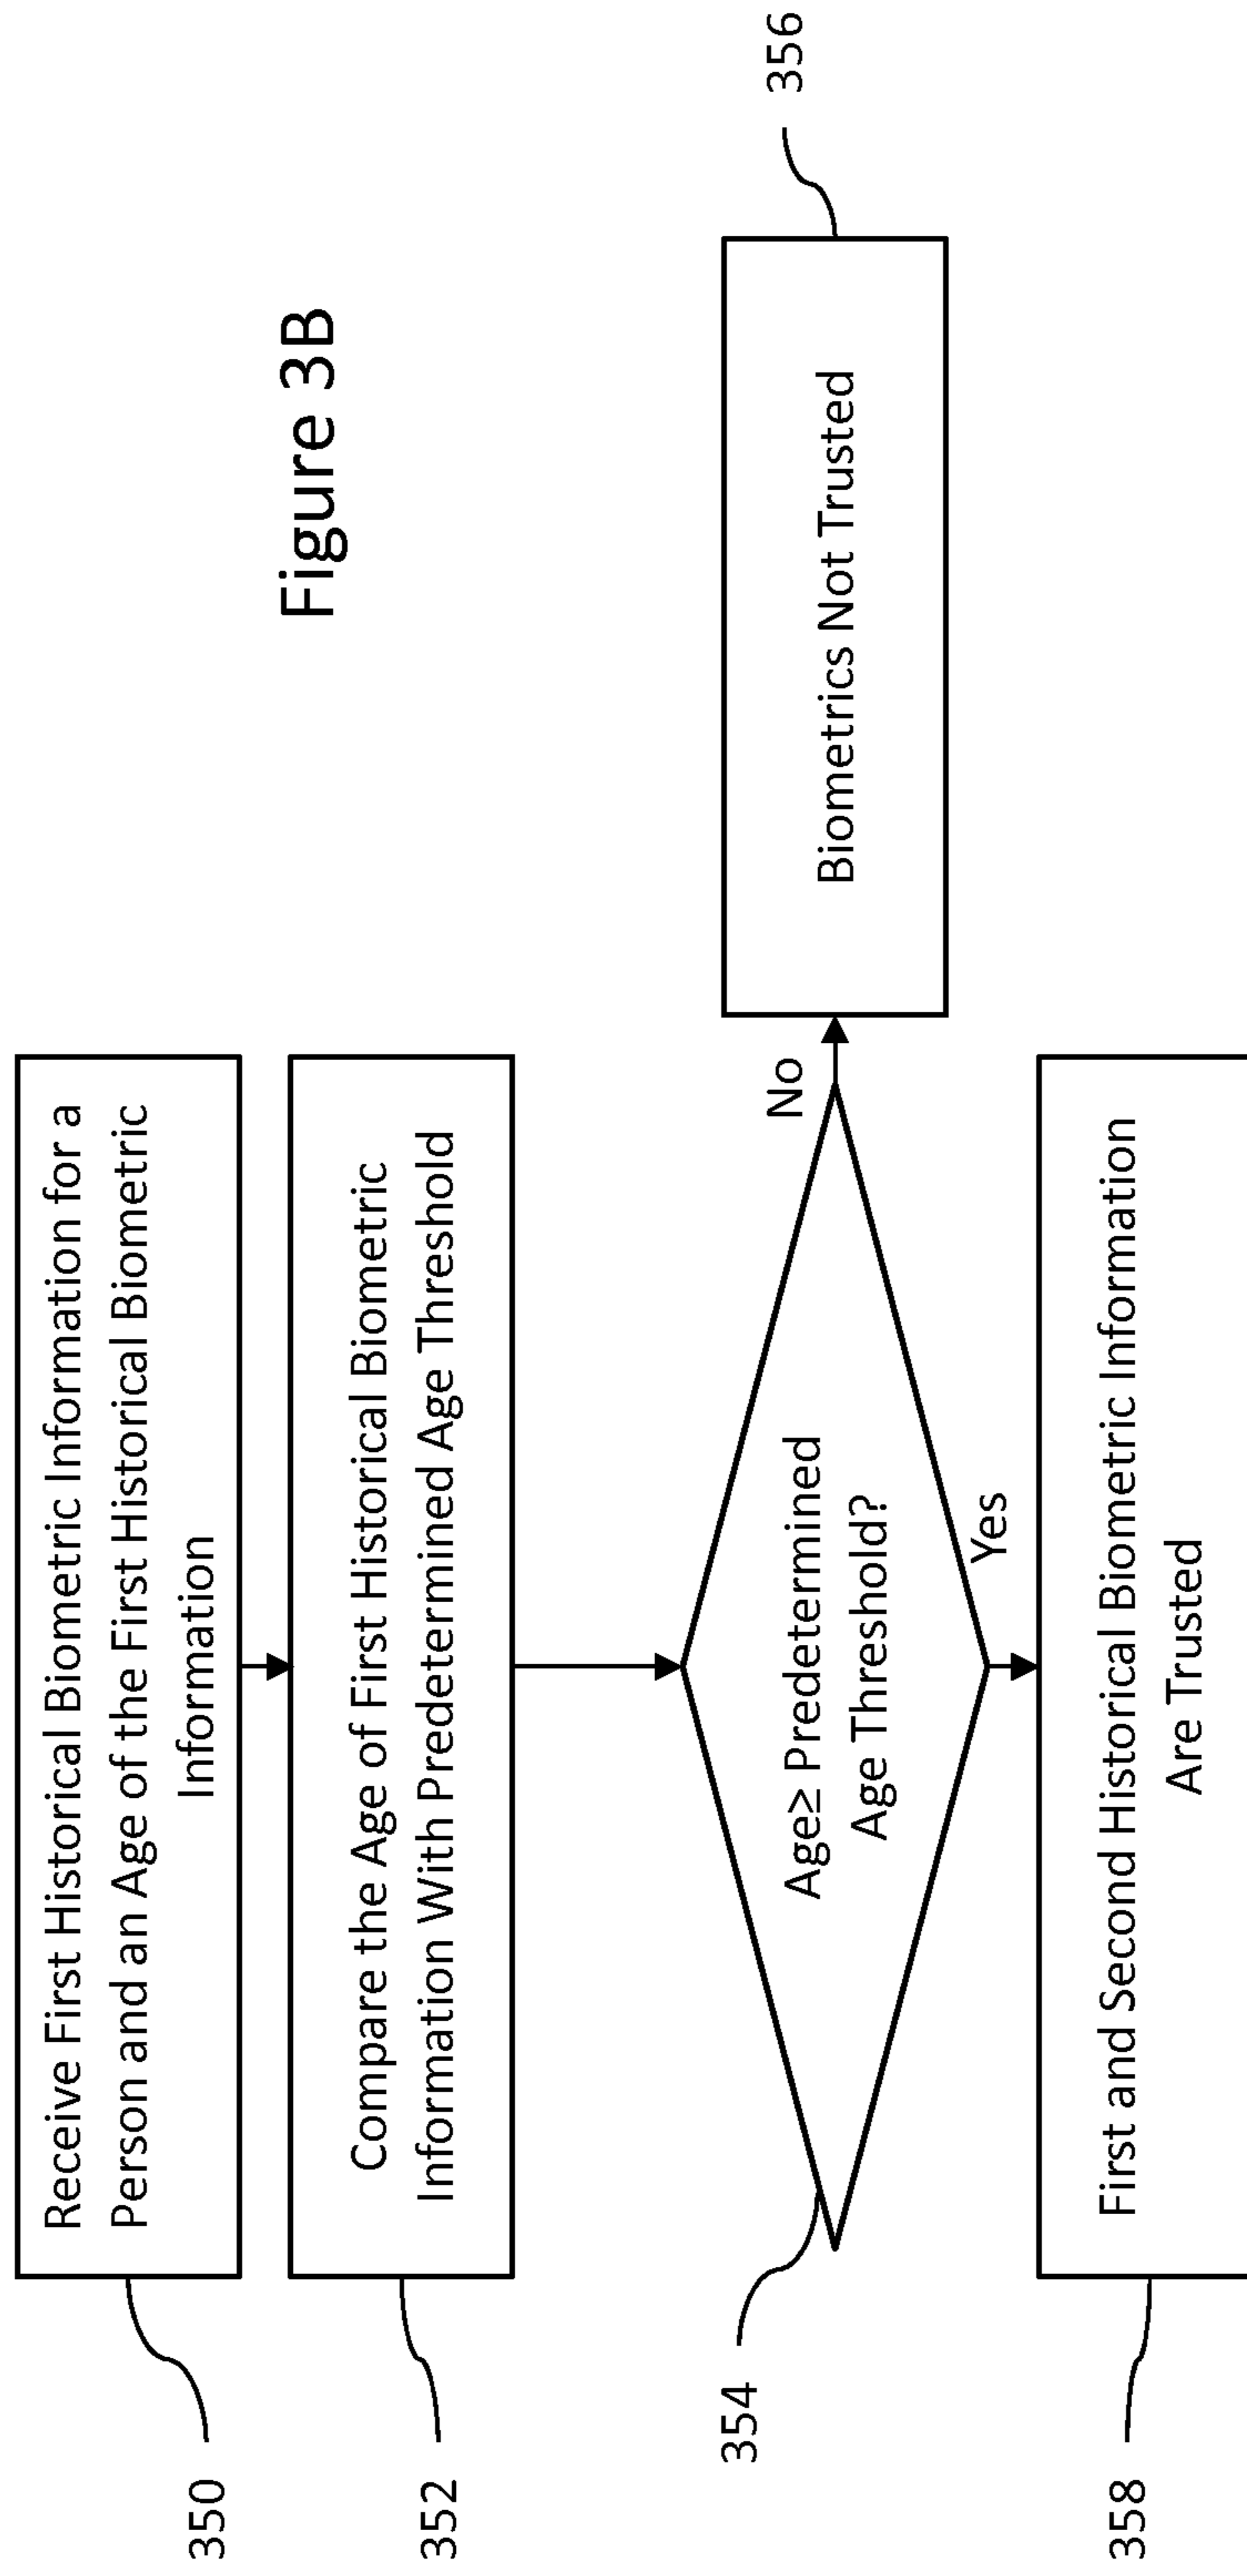 Figure 3B
350
Receive First Historical Biometric Information for a
Person and an Age of the First Historical Biometric
Information
352
Compare the Age of First Historical Biometric
Information With Predetermined Age Threshold
354
Age≥ Predetermined
Age Threshold?
No
Biometrics Not Trusted
356
Yes
358
First and Second Historical Biometric Information
Are Trusted